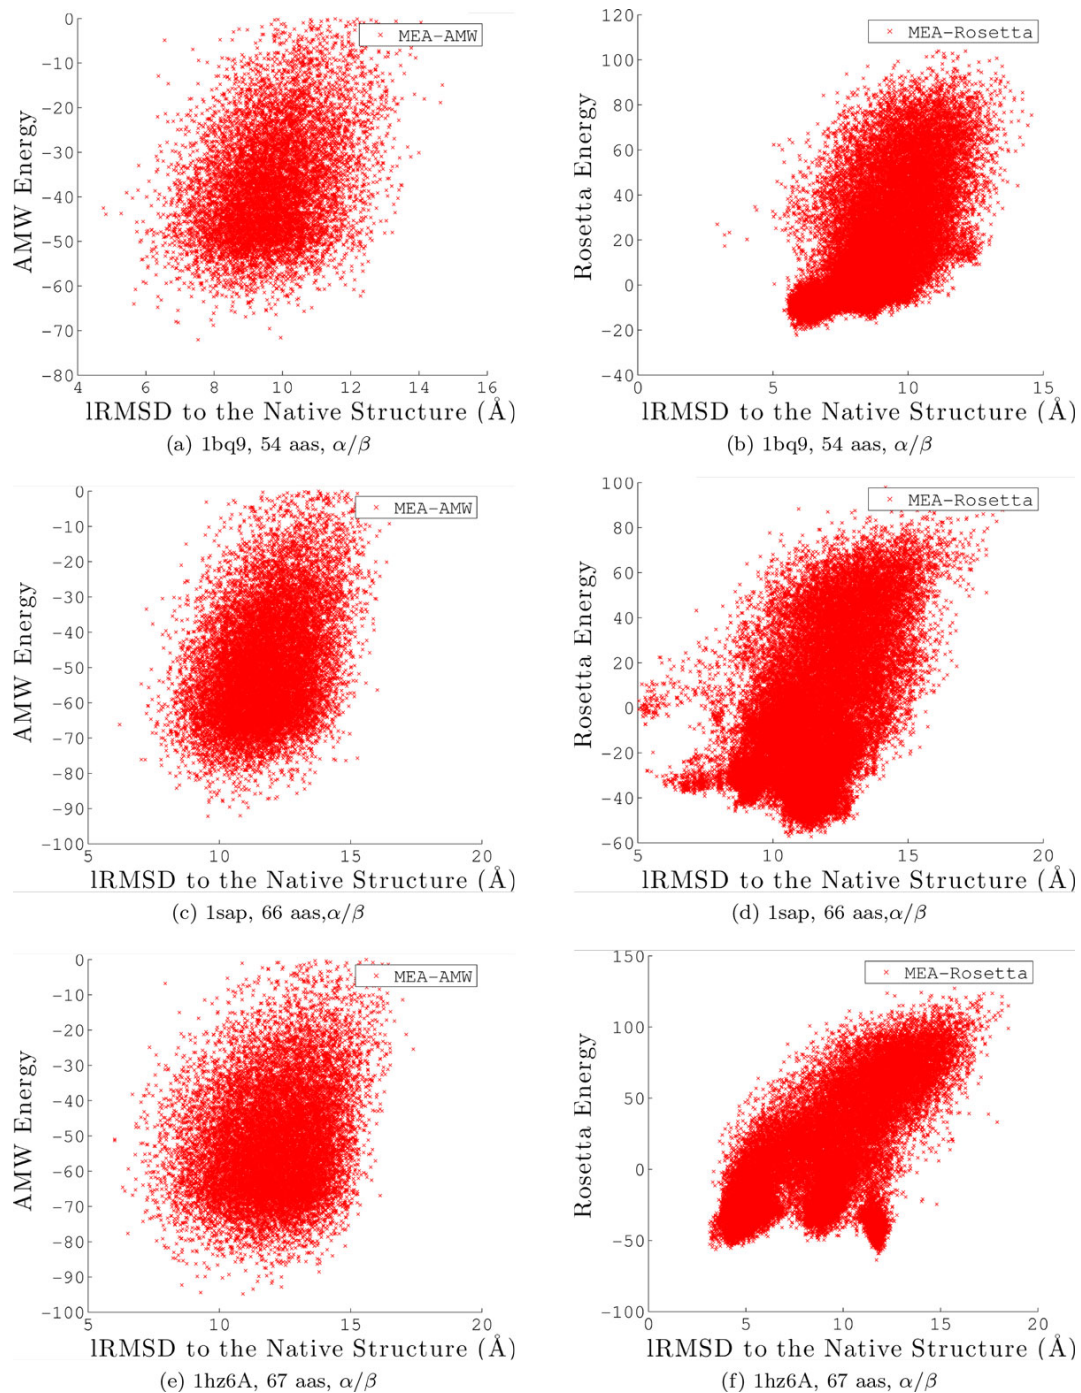 MEA-AMW
0
-10
-20
-30
-40
-50
-60
-70
-80
4 6 8 10 12 14 16
AMW Energy
lRMSD to the Native Structure (Å)
(a) 1bq9, 54 aas, α/β
MEA-Rosetta
120
100
80
60
40
20
0
-20
-40
0 5 10 15
Rosetta Energy
lRMSD to the Native Structure (Å)
(b) 1bq9, 54 aas, α/β
MEA-AMW
0
-10
-20
-30
-40
-50
-60
-70
-80
-90
-100
5 10 15 20
AMW Energy
lRMSD to the Native Structure (Å)
(c) 1sap, 66 aas,α/β
MEA-Rosetta
100
80
60
40
20
0
-20
-40
-60
5 10 15 20
Rosetta Energy
lRMSD to the Native Structure (Å)
(d) 1sap, 66 aas,α/β
MEA-AMW
0
-10
-20
-30
-40
-50
-60
-70
-80
-90
-100
5 10 15 20
AMW Energy
lRMSD to the Native Structure (Å)
(e) 1hz6A, 67 aas, α/β
MEA-Rosetta
150
100
50
0
-50
-100
0 5 10 15 20
Rosetta Energy
lRMSD to the Native Structure (Å)
(f) 1hz6A, 67 aas, α/β